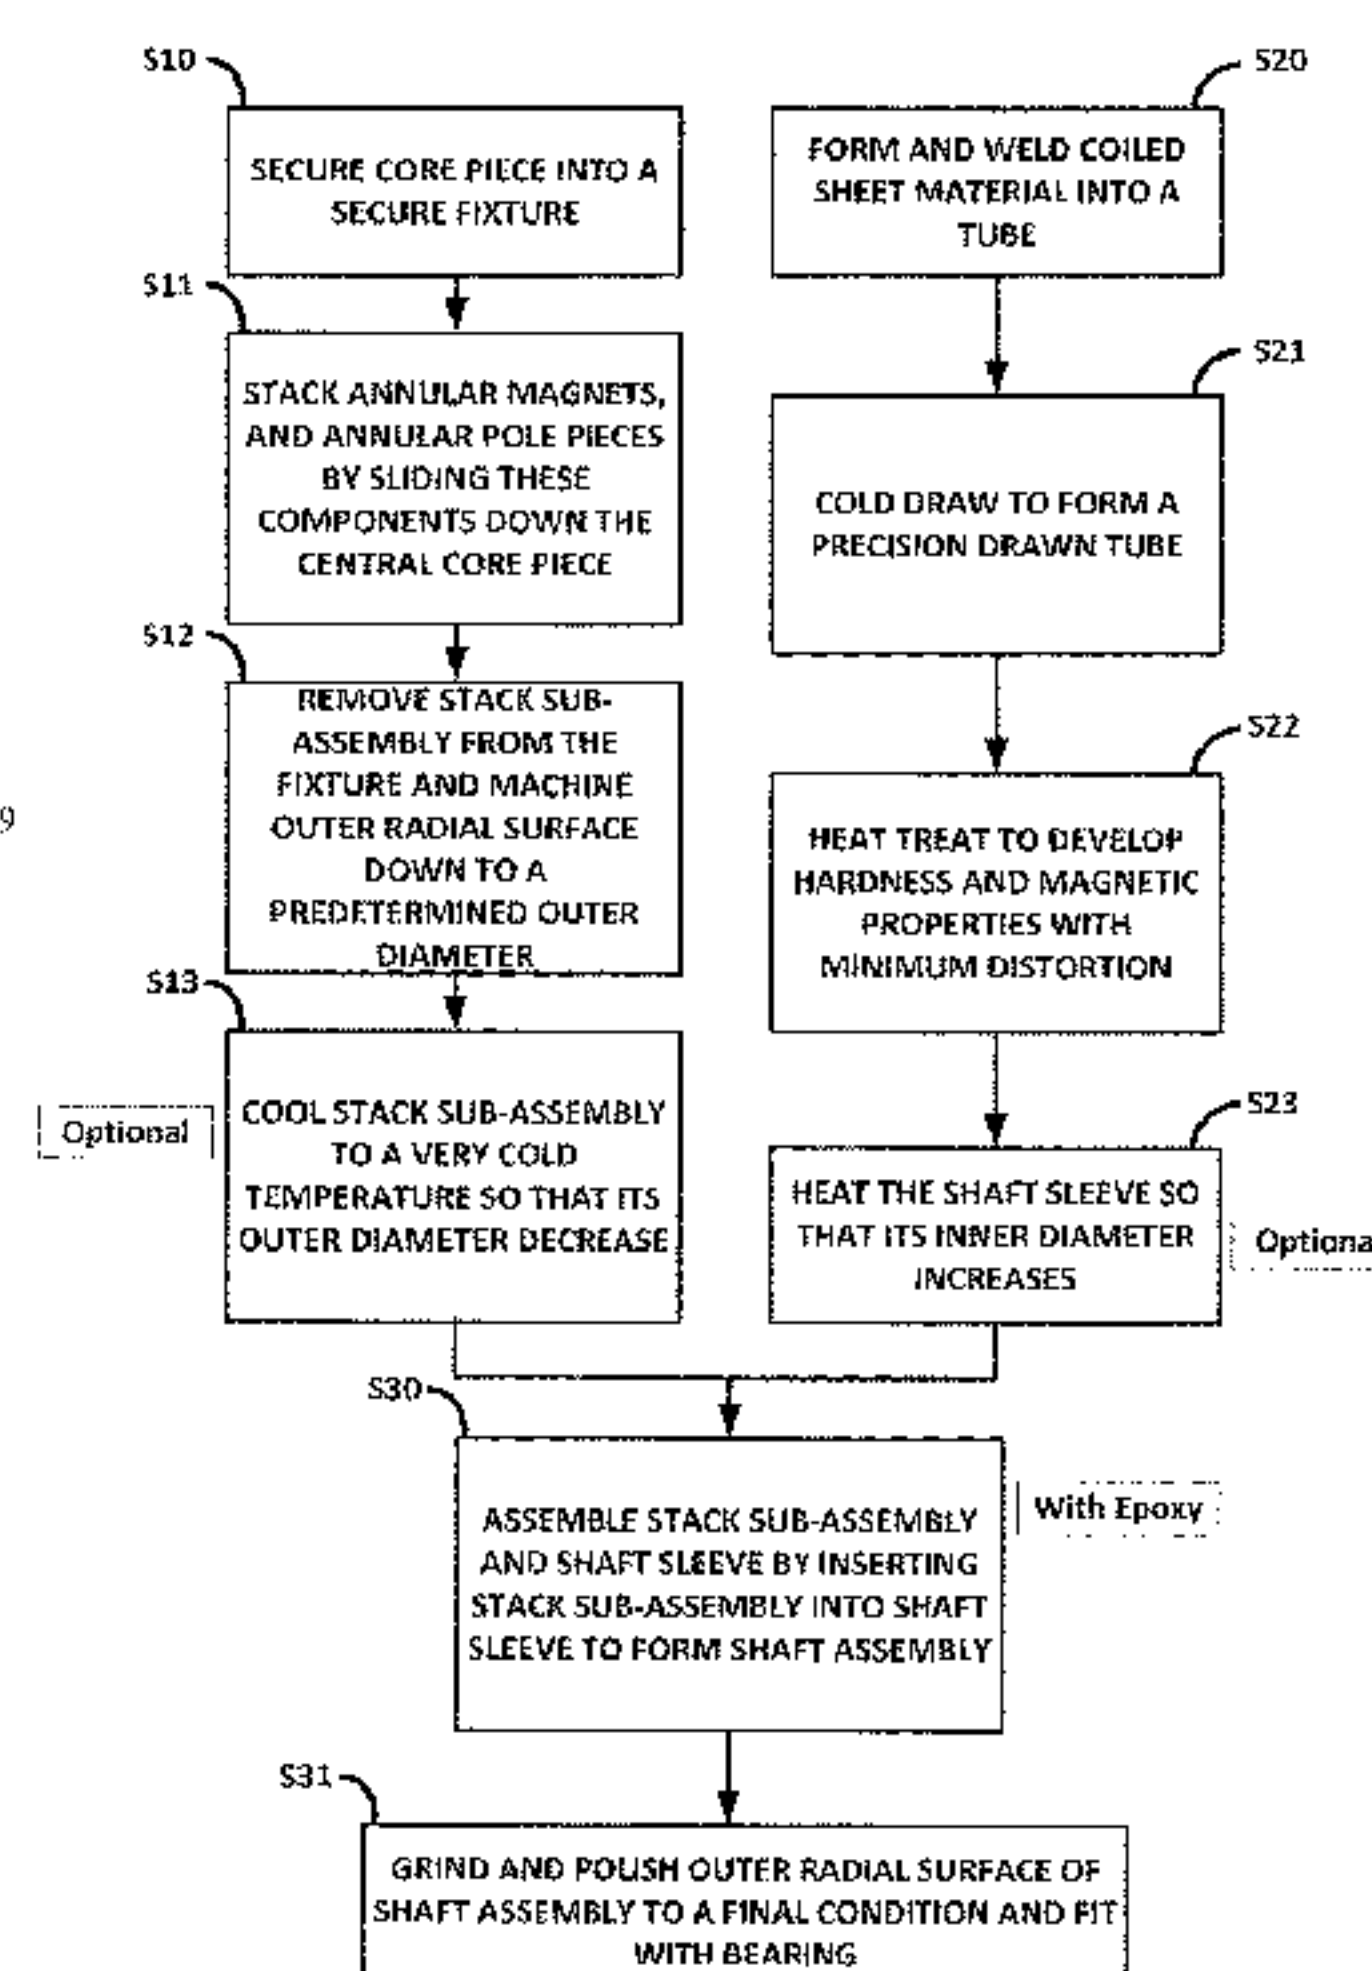 S10
SECURE CORE PIECE INTO A
SECURE FIXTURE
S11
STACK ANNULAR MAGNETS,
AND ANNULAR POLE PIECES
BY SLIDING THESE
COMPONENTS DOWN THE
CENTRAL CORE PIECE
S12
REMOVE STACK SUB-
ASSEMBLY FROM THE
FIXTURE AND MACHINE
OUTER RADIAL SURFACE
DOWN TO A
PREDETERMINED OUTER
DIAMETER
9
S13
Optional
COOL STACK SUB-ASSEMBLY
TO A VERY COLD
TEMPERATURE SO THAT ITS
OUTER DIAMETER DECREASE
S20
FORM AND WELD COILED
SHEET MATERIAL INTO A
TUBE
S21
COLD DRAW TO FORM A
PRECISION DRAWN TUBE
S22
HEAT TREAT TO DEVELOP
HARDNESS AND MAGNETIC
PROPERTIES WITH
MINIMUM DISTORTION
S23
HEAT THE SHAFT SLEEVE SO
THAT ITS INNER DIAMETER
INCREASES
Optiona
S30
ASSEMBLE STACK SUB-ASSEMBLY
AND SHAFT SLEEVE BY INSERTING
STACK SUB-ASSEMBLY INTO SHAFT
SLEEVE TO FORM SHAFT ASSEMBLY
With Epoxy
S31
GRIND AND POLISH OUTER RADIAL SURFACE OF
SHAFT ASSEMBLY TO A FINAL CONDITION AND FIT
WITH BEARING